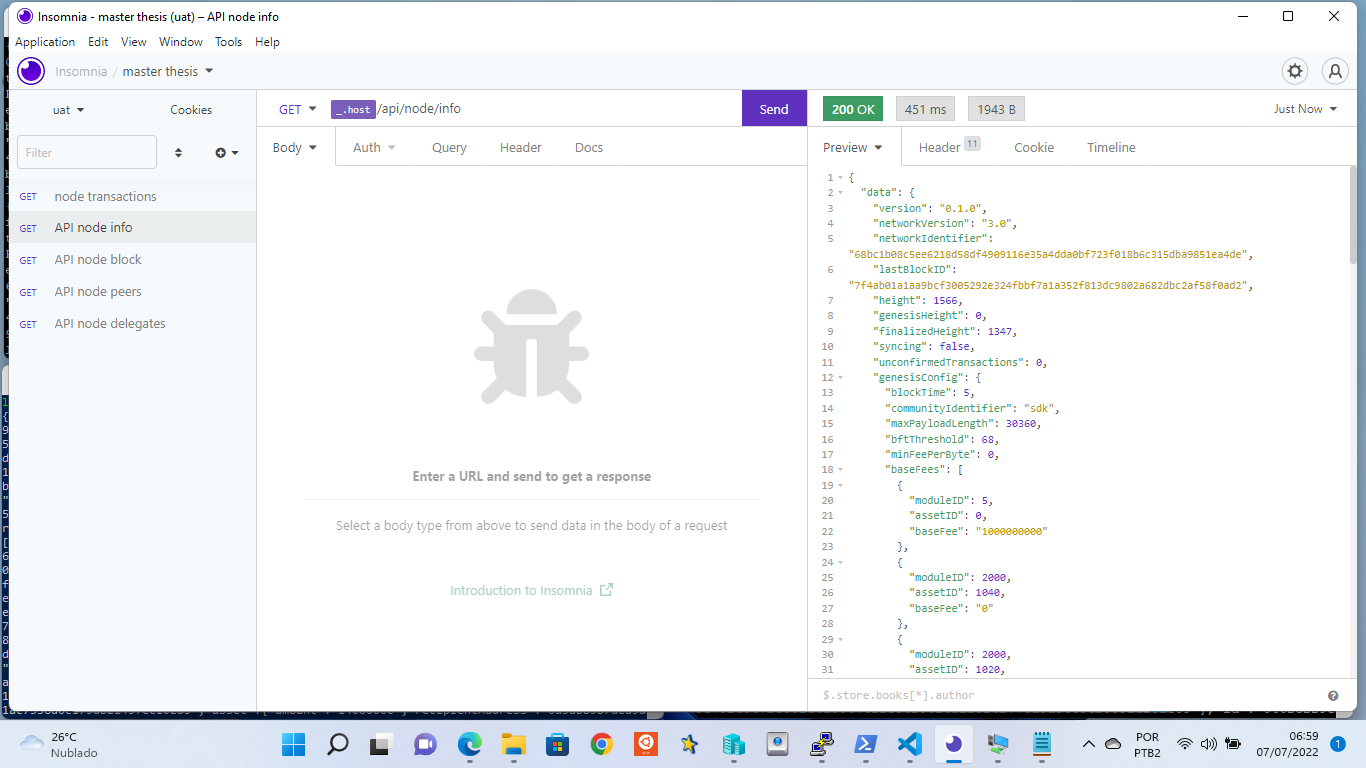 Insomnia - master thesis (uat) – API node info
Application Edit View Window Tools Help
Insomnia / master thesis
uat Cookies
Filter
GET node transactions
GET API node info
GET API node block
GET API node peers
GET API node delegates
GET _.host /api/node/info Send
Body Auth Query Header Docs
Enter a URL and send to get a response
Select a body type from above to send data in the body of a request
Introduction to Insomnia
200 OK 451 ms 1943 B Just Now
Preview Header 11 Cookie Timeline
1 {
2 "data": {
3 "version": "0.1.0",
4 "networkVersion": "3.0",
5 "networkIdentifier":
"68bc1b08c5ee6218d58df4909116e35a4dda0bf723f018b6c315dba9851ea4de",
6 "lastBlockID":
"7f4ab01a1aa9bcf3005292e324fbbf7a1a352f813dc9802a682dbc2af58f0ad2",
7 "height": 1566,
8 "genesisHeight": 0,
9 "finalizedHeight": 1347,
10 "syncing": false,
11 "unconfirmedTransactions": 0,
12 "genesisConfig": {
13 "blockTime": 5,
14 "communityIdentifier": "sdk",
15 "maxPayloadLength": 30360,
16 "bftThreshold": 68,
17 "minFeePerByte": 0,
18 "baseFees": [
19 {
20 "moduleID": 5,
21 "assetID": 0,
22 "baseFee": "1000000000"
23 },
24 {
25 "moduleID": 2000,
26 "assetID": 1040,
27 "baseFee": "0"
28 },
29 {
30 "moduleID": 2000,
31 "assetID": 1020,
$.store.books[*].author
26°C
Nublado
POR
PTB2
06:59
07/07/2022
1